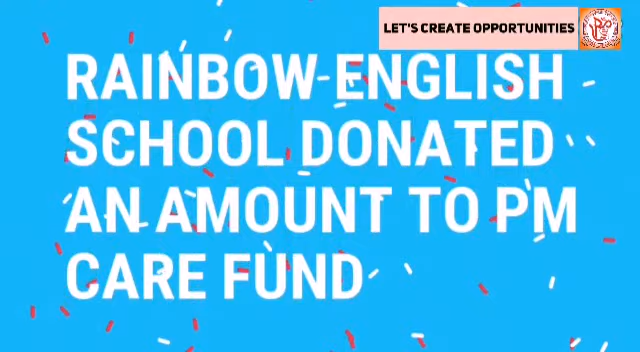 LET'S CREATE OPPORTUNITIES
RAINBOW ENGLISH
SCHOOL DONATED
AN AMOUNT TO PM
CARE FUND